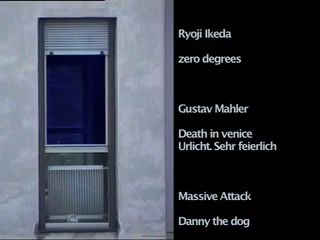 Ryoji Ikeda
zero degrees
Gustav Mahler
Death in venice
Urlicht. Sehr feierlich
Massive Attack
Danny the dog